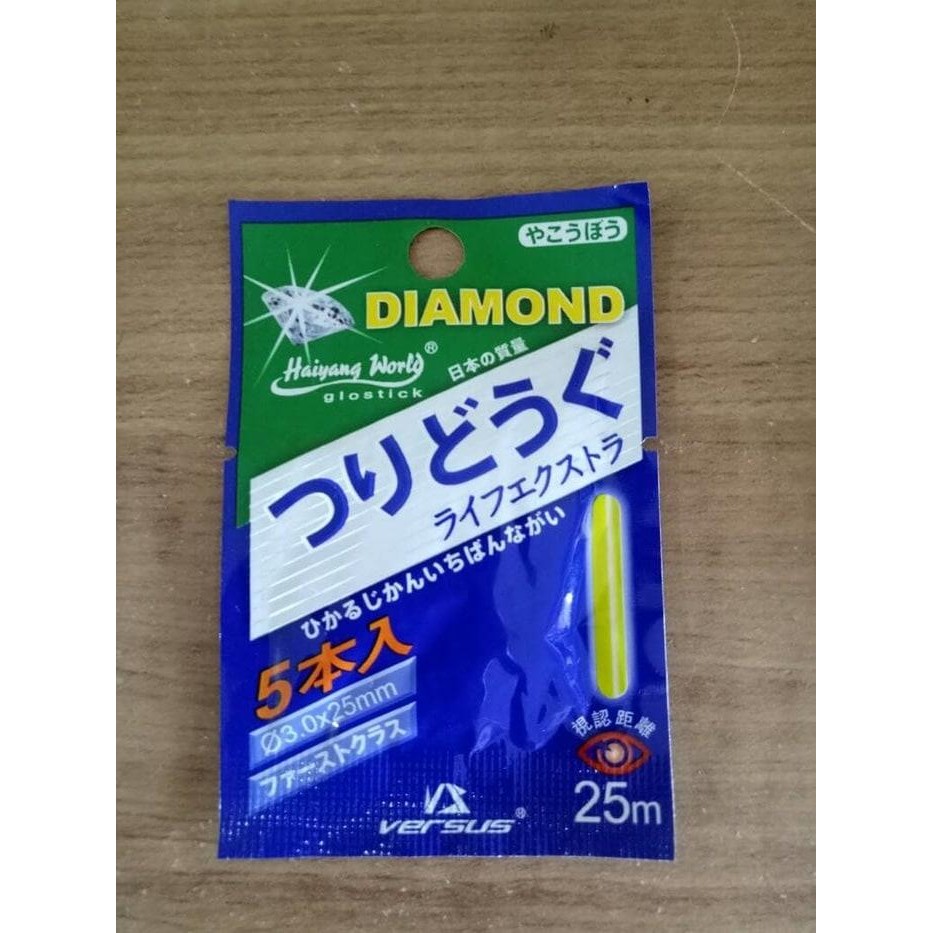 やこうぼう
DIAMOND
Haiyang World®
glostick
日本の質量
つりどうぐ
ライフエクストラ
ひかるじかんいちばんながい
5本入
Ø3.0x25mm
ファーストクラス
視認距離
25m
versus®